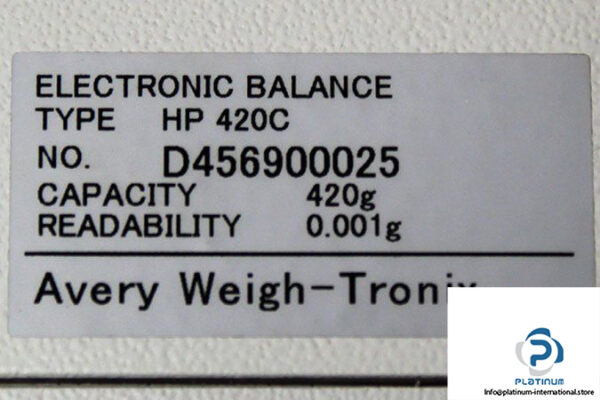 ELECTRONIC BALANCE
TYPE HP 420C
NO. D456900025
CAPACITY 420g
READABILITY 0.001g
Avery Weigh-Tronix
PLATINUM
Info@platinum-international.store